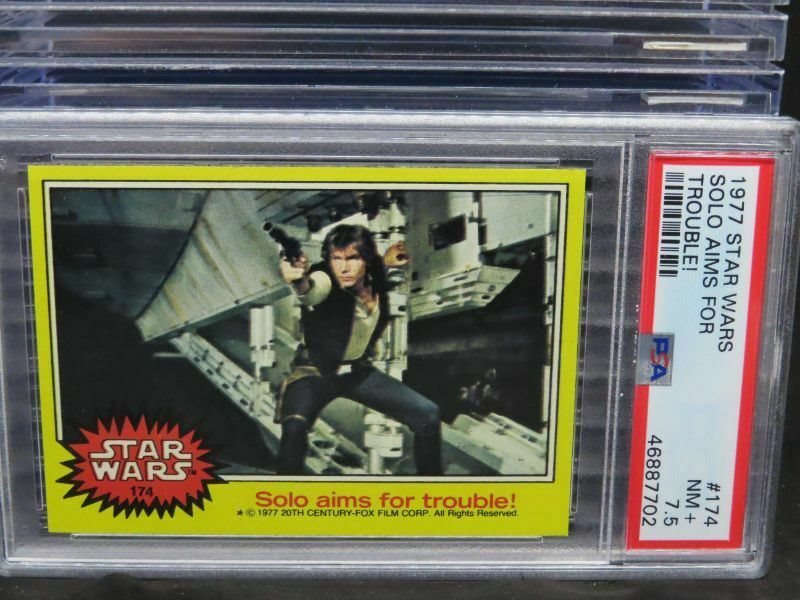 STAR
WARS
174
Solo aims for trouble!
★ © 1977 20TH CENTURY-FOX FILM CORP. All Rights Reserved.
1977 STAR WARS
SOLO AIMS FOR
TROUBLE!
PSA
#174
NM+
7.5
46887702